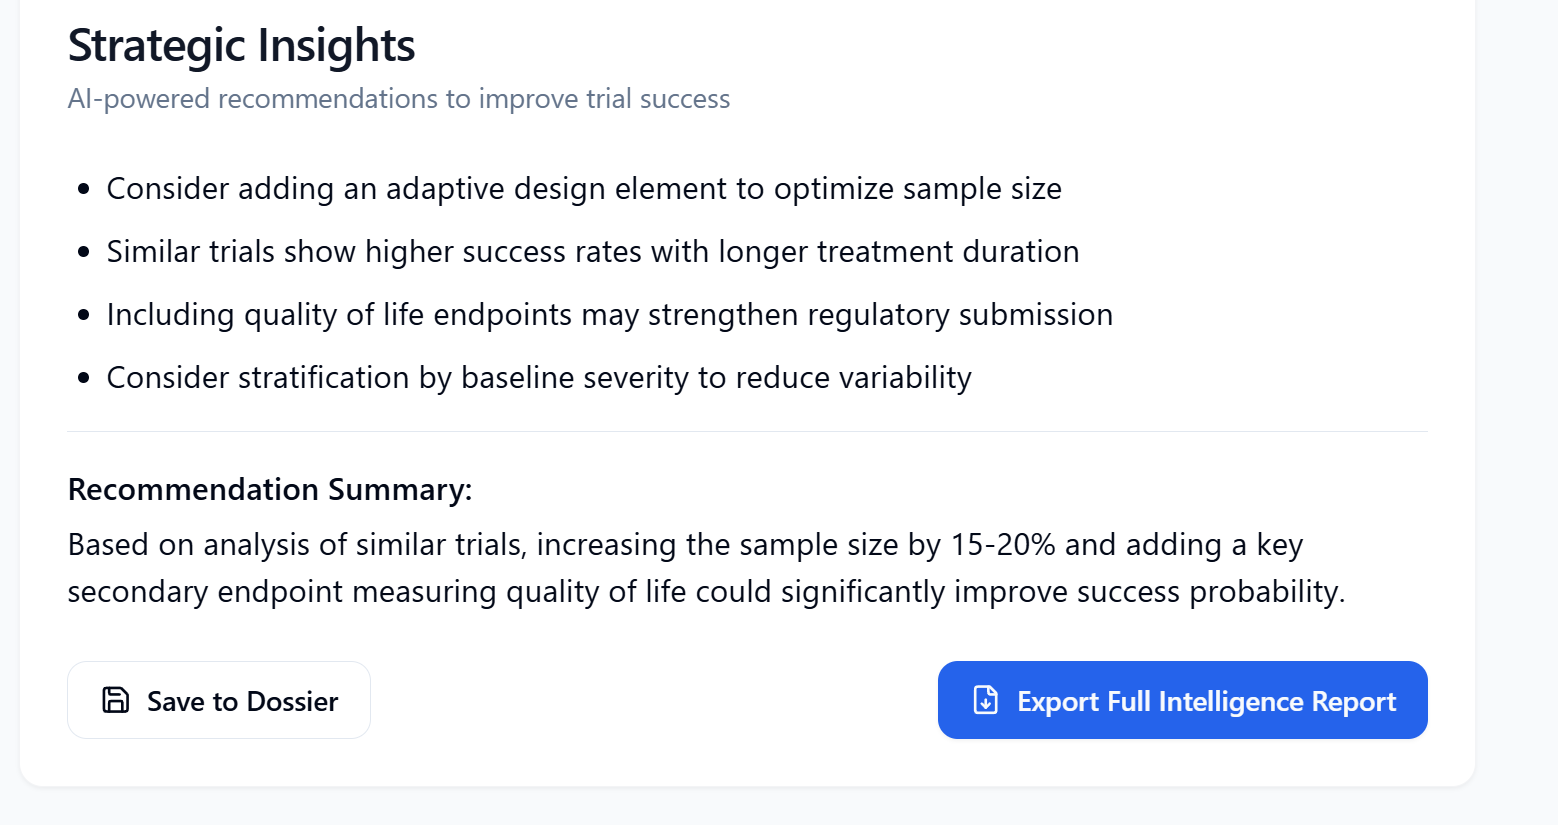 Strategic Insights
AI-powered recommendations to improve trial success
Consider adding an adaptive design element to optimize sample size
Similar trials show higher success rates with longer treatment duration
Including quality of life endpoints may strengthen regulatory submission
Consider stratification by baseline severity to reduce variability
Recommendation Summary:
Based on analysis of similar trials, increasing the sample size by 15-20% and adding a key
secondary endpoint measuring quality of life could significantly improve success probability.
Save to Dossier
Export Full Intelligence Report